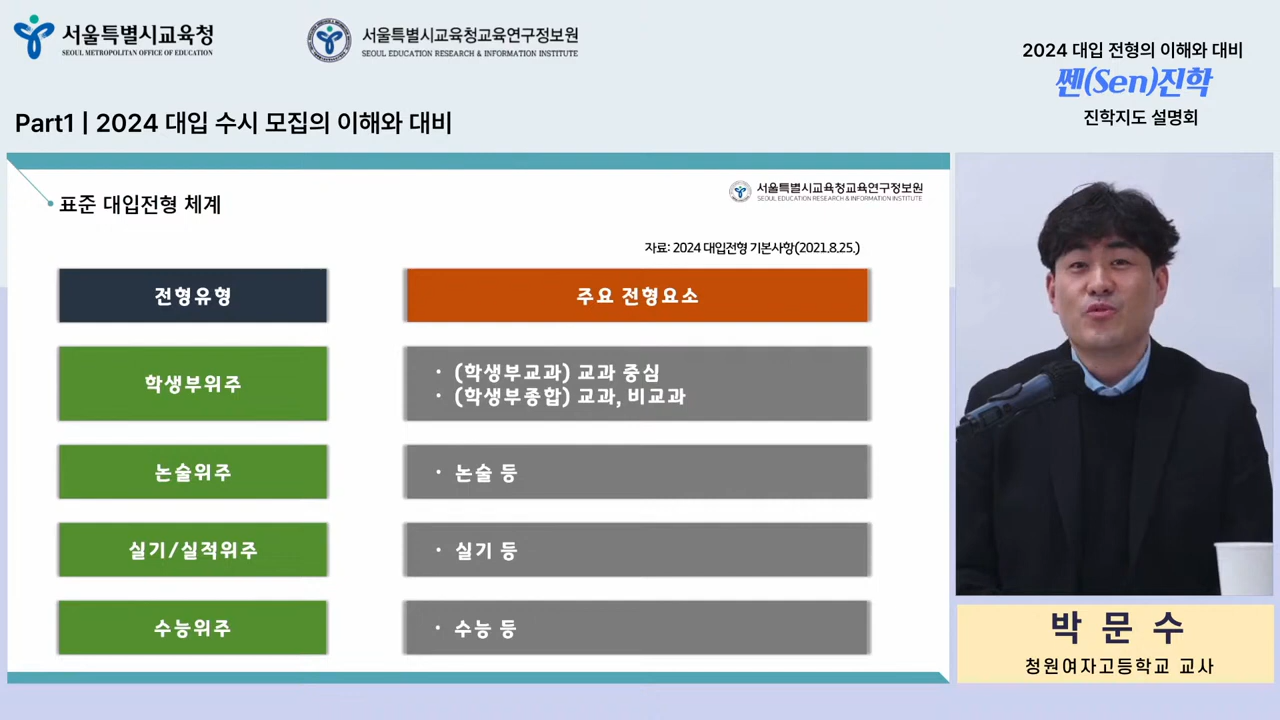 서울특별시교육청
SEOUL METROPOLITAN OFFICE OF EDUCATION
서울특별시교육청교육연구정보원
SEOUL EDUCATION RESEARCH & INFORMATION INSTITUTE
2024 대입 전형의 이해와 대비
쎈(Sen)진학
진학지도 설명회
Part1 | 2024 대입 수시 모집의 이해와 대비
표준 대입전형 체계
서울특별시교육청교육연구정보원
SEOUL EDUCATION RESEARCH & INFORMATION INSTITUTE
자료: 2024 대입전형 기본사항(2021.8.25.)
전형유형
주요 전형요소
학생부위주
· (학생부교과) 교과 중심
· (학생부종합) 교과, 비교과
논술위주
· 논술 등
실기/실적위주
· 실기 등
수능위주
· 수능 등
박 문 수
청원여자고등학교 교사